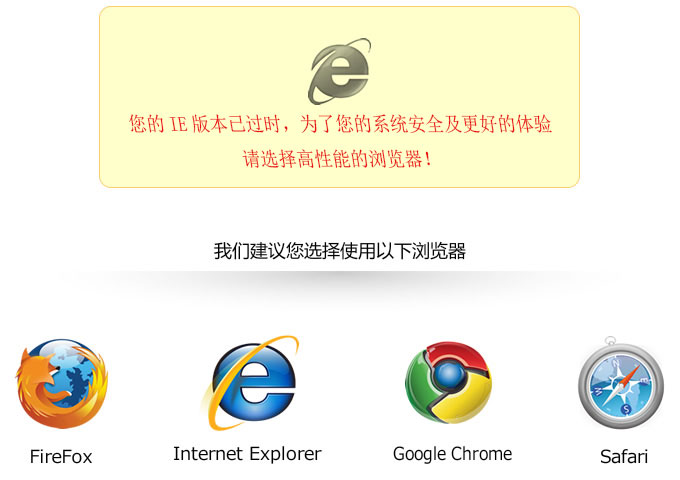 您的 IE 版本已过时，为了您的系统安全及更好的体验
请选择高性能的浏览器！
我们建议您选择使用以下浏览器
FireFox
Internet Explorer
Google Chrome
Safari